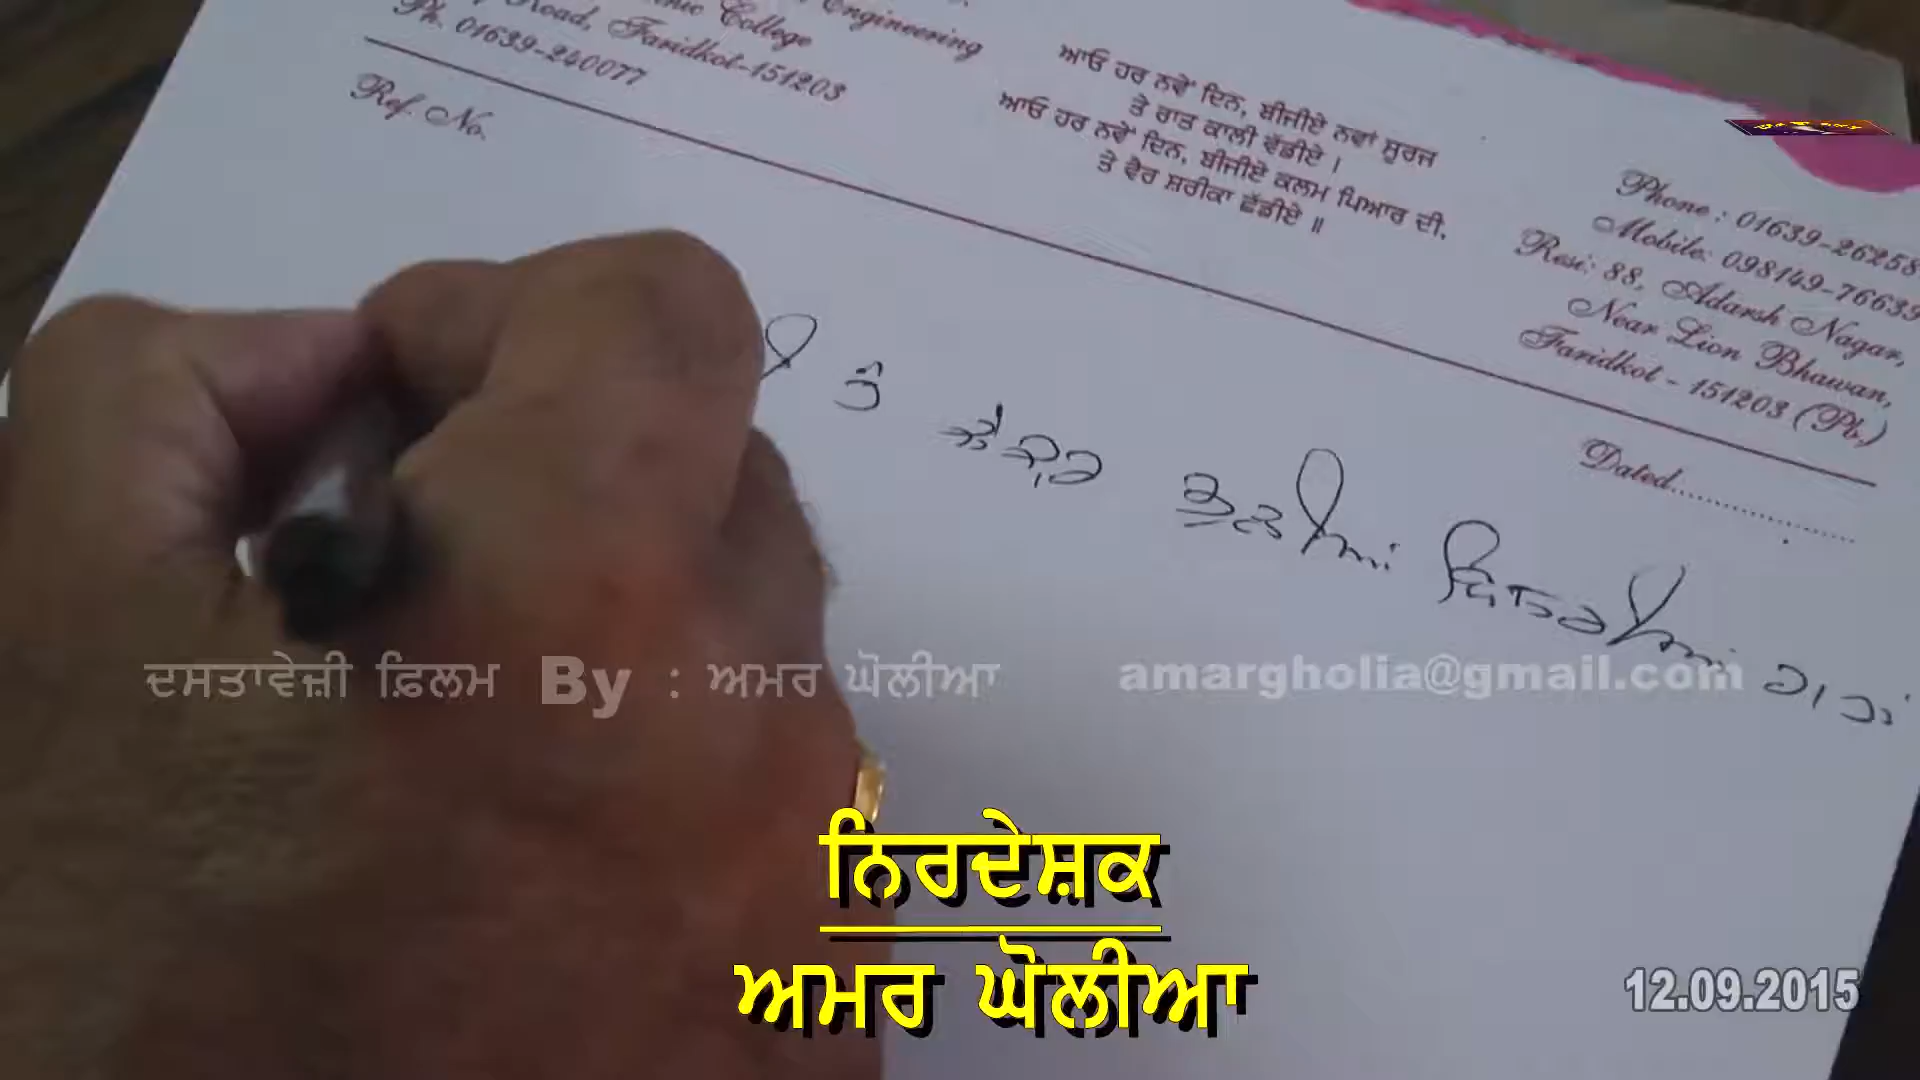 Engineering
College
Road, Faridkot-151203
Ph. 01639-240077
Ref. No.
ਆਓ ਹਰ ਨਵੇਂ ਦਿਨ, ਬੀਜੀਏ ਨਵਾਂ ਸੂਰਜ
ਤੇ ਰਾਤ ਕਾਲੀ ਵੱਢੀਏ ।
ਆਓ ਹਰ ਨਵੇਂ ਦਿਨ, ਬੀਜੀਏ ਕਲਮ ਪਿਆਰ ਦੀ,
ਤੇ ਵੈਰ ਸ਼ਰੀਕਾ ਛੱਡੀਏ ॥
Phone : 01639-26258
Mobile: 098149-76639
Resi: 88, Adarsh Nagar,
Near Lion Bhawan,
Faridkot - 151203 (Pb.)
Dated....................
ਦਸਤਾਵੇਜ਼ੀ ਫ਼ਿਲਮ By : ਅਮਰ ਘੋਲੀਆ amargholia@gmail.com
ਨਿਰਦੇਸ਼ਕ
ਅਮਰ ਘੋਲੀਆ
12.09.2015